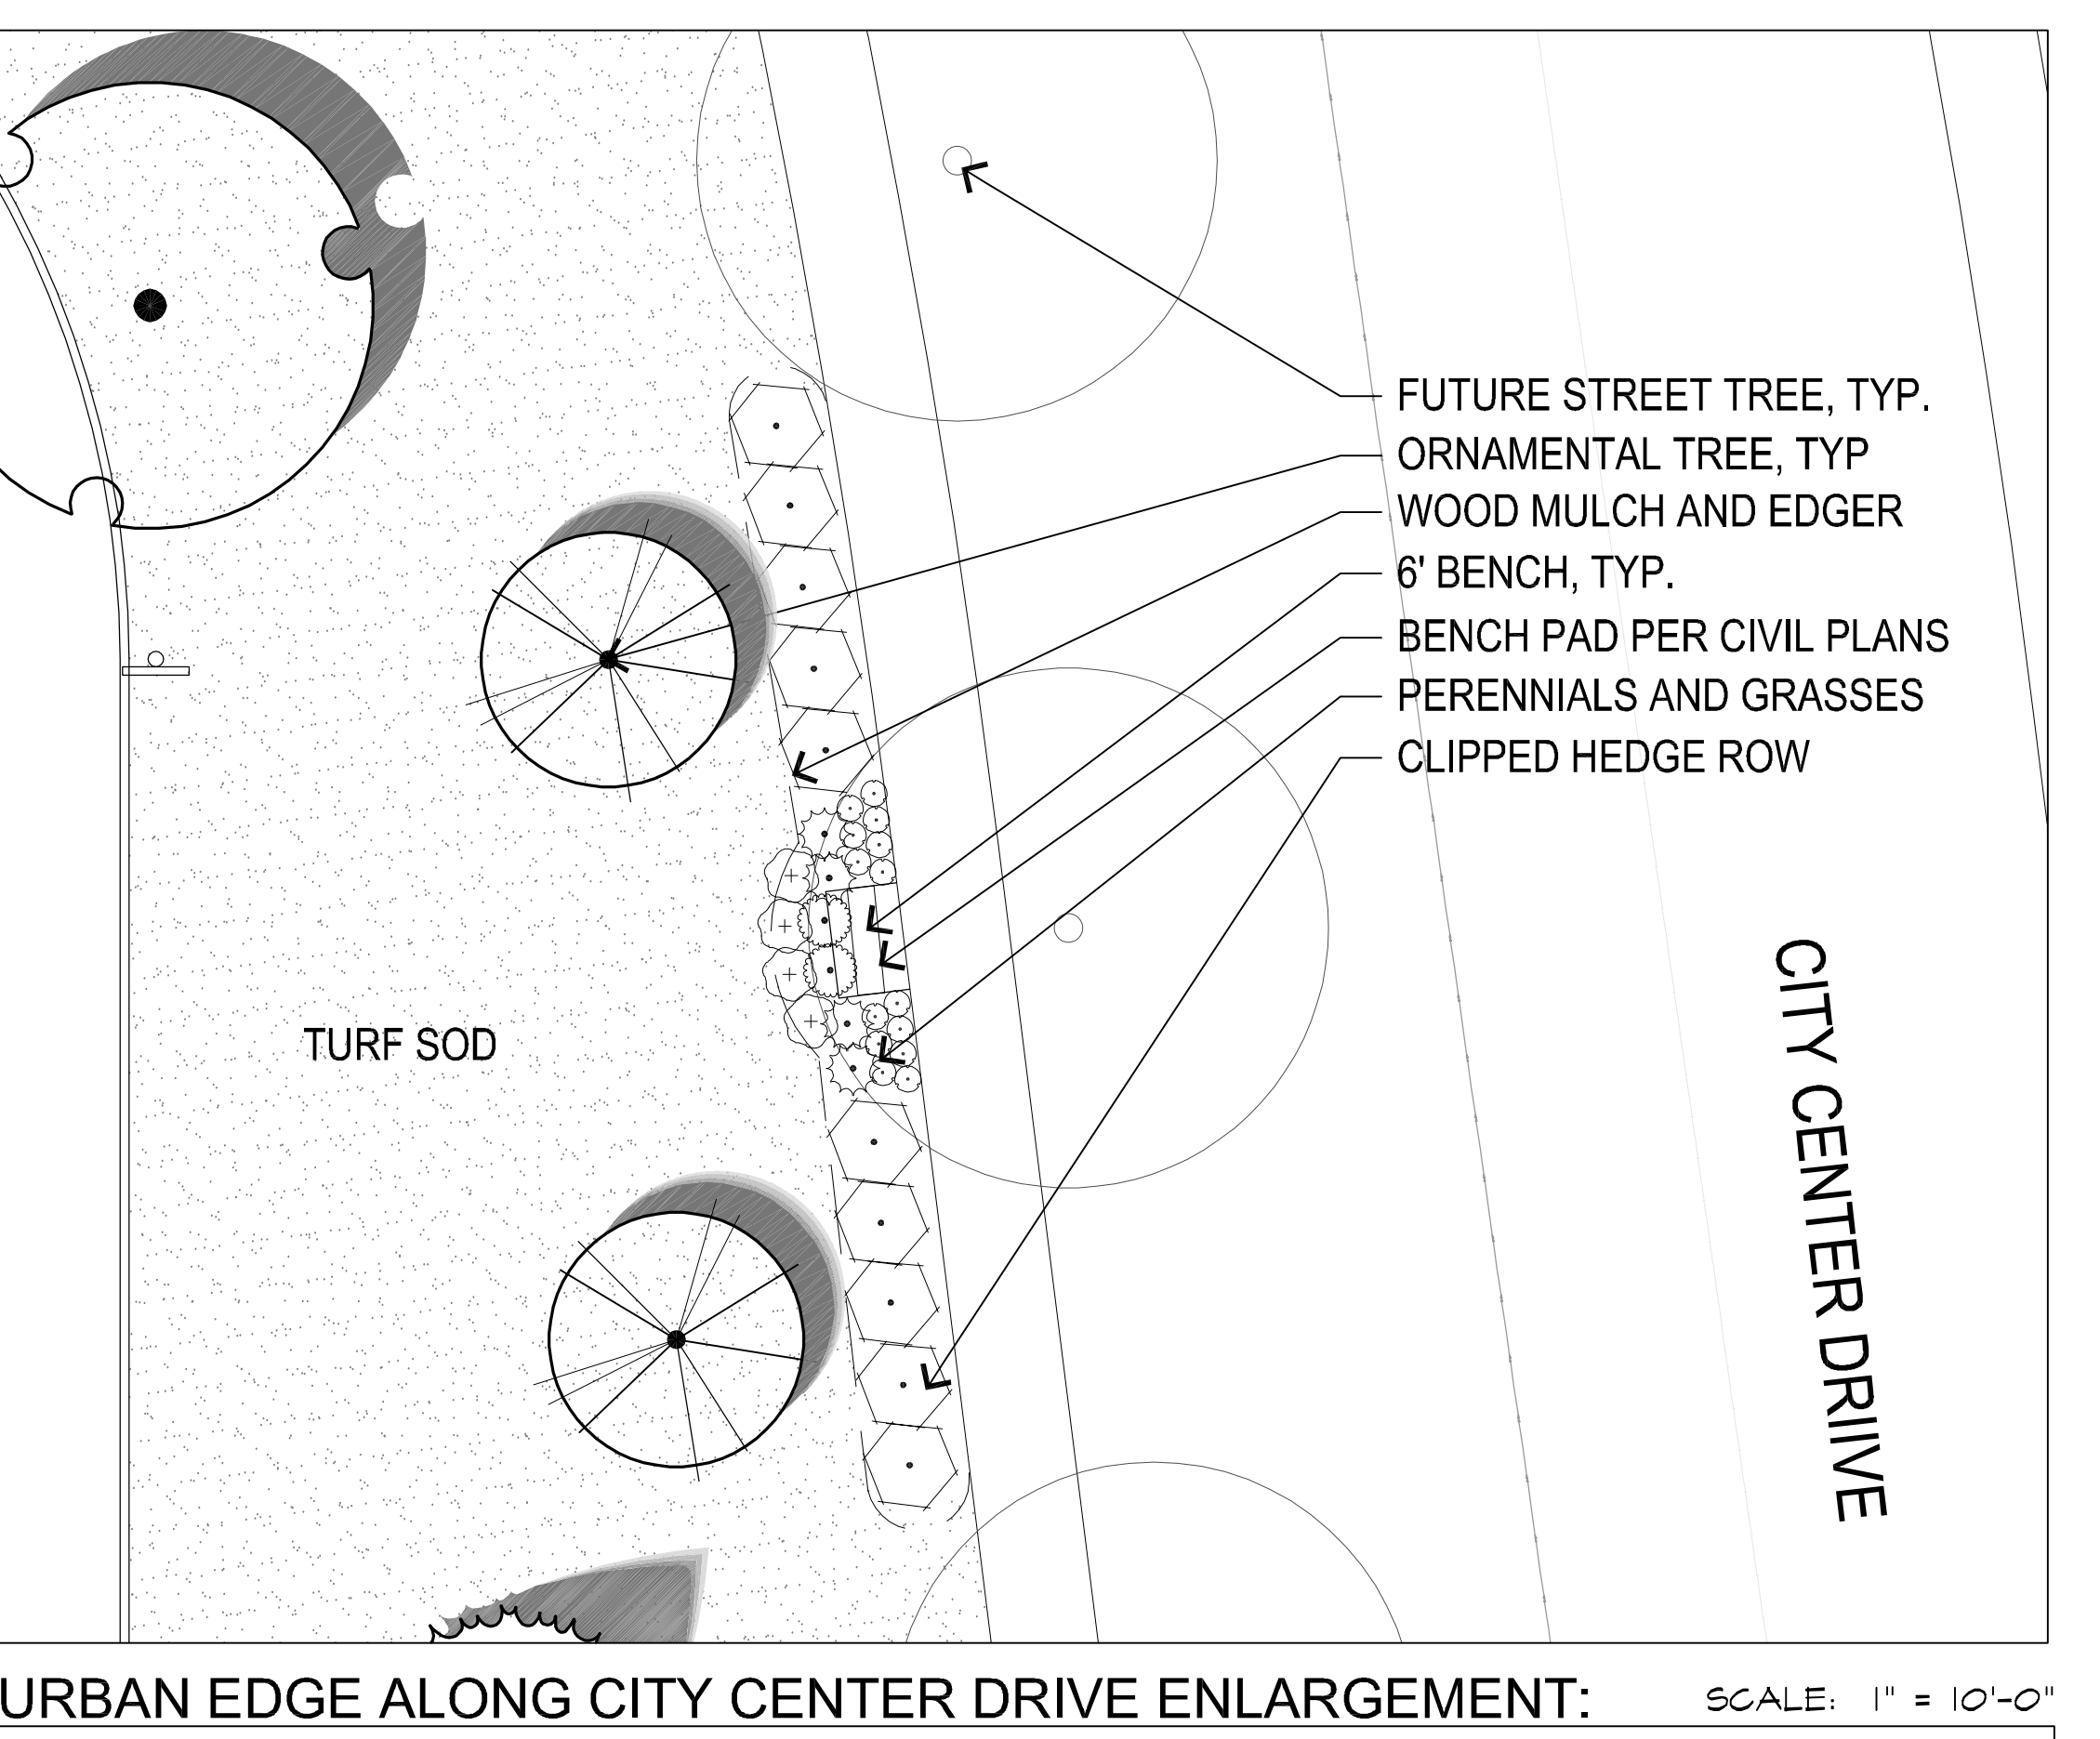 FUTURE STREET TREE, TYP.
ORNAMENTAL TREE, TYP
WOOD MULCH AND EDGER
6' BENCH, TYP.
BENCH PAD PER CIVIL PLANS
PERENNIALS AND GRASSES
CLIPPED HEDGE ROW
TURF SOD
CITY CENTER DRIVE
URBAN EDGE ALONG CITY CENTER DRIVE ENLARGEMENT:
SCALE: 1" = 10'-0"